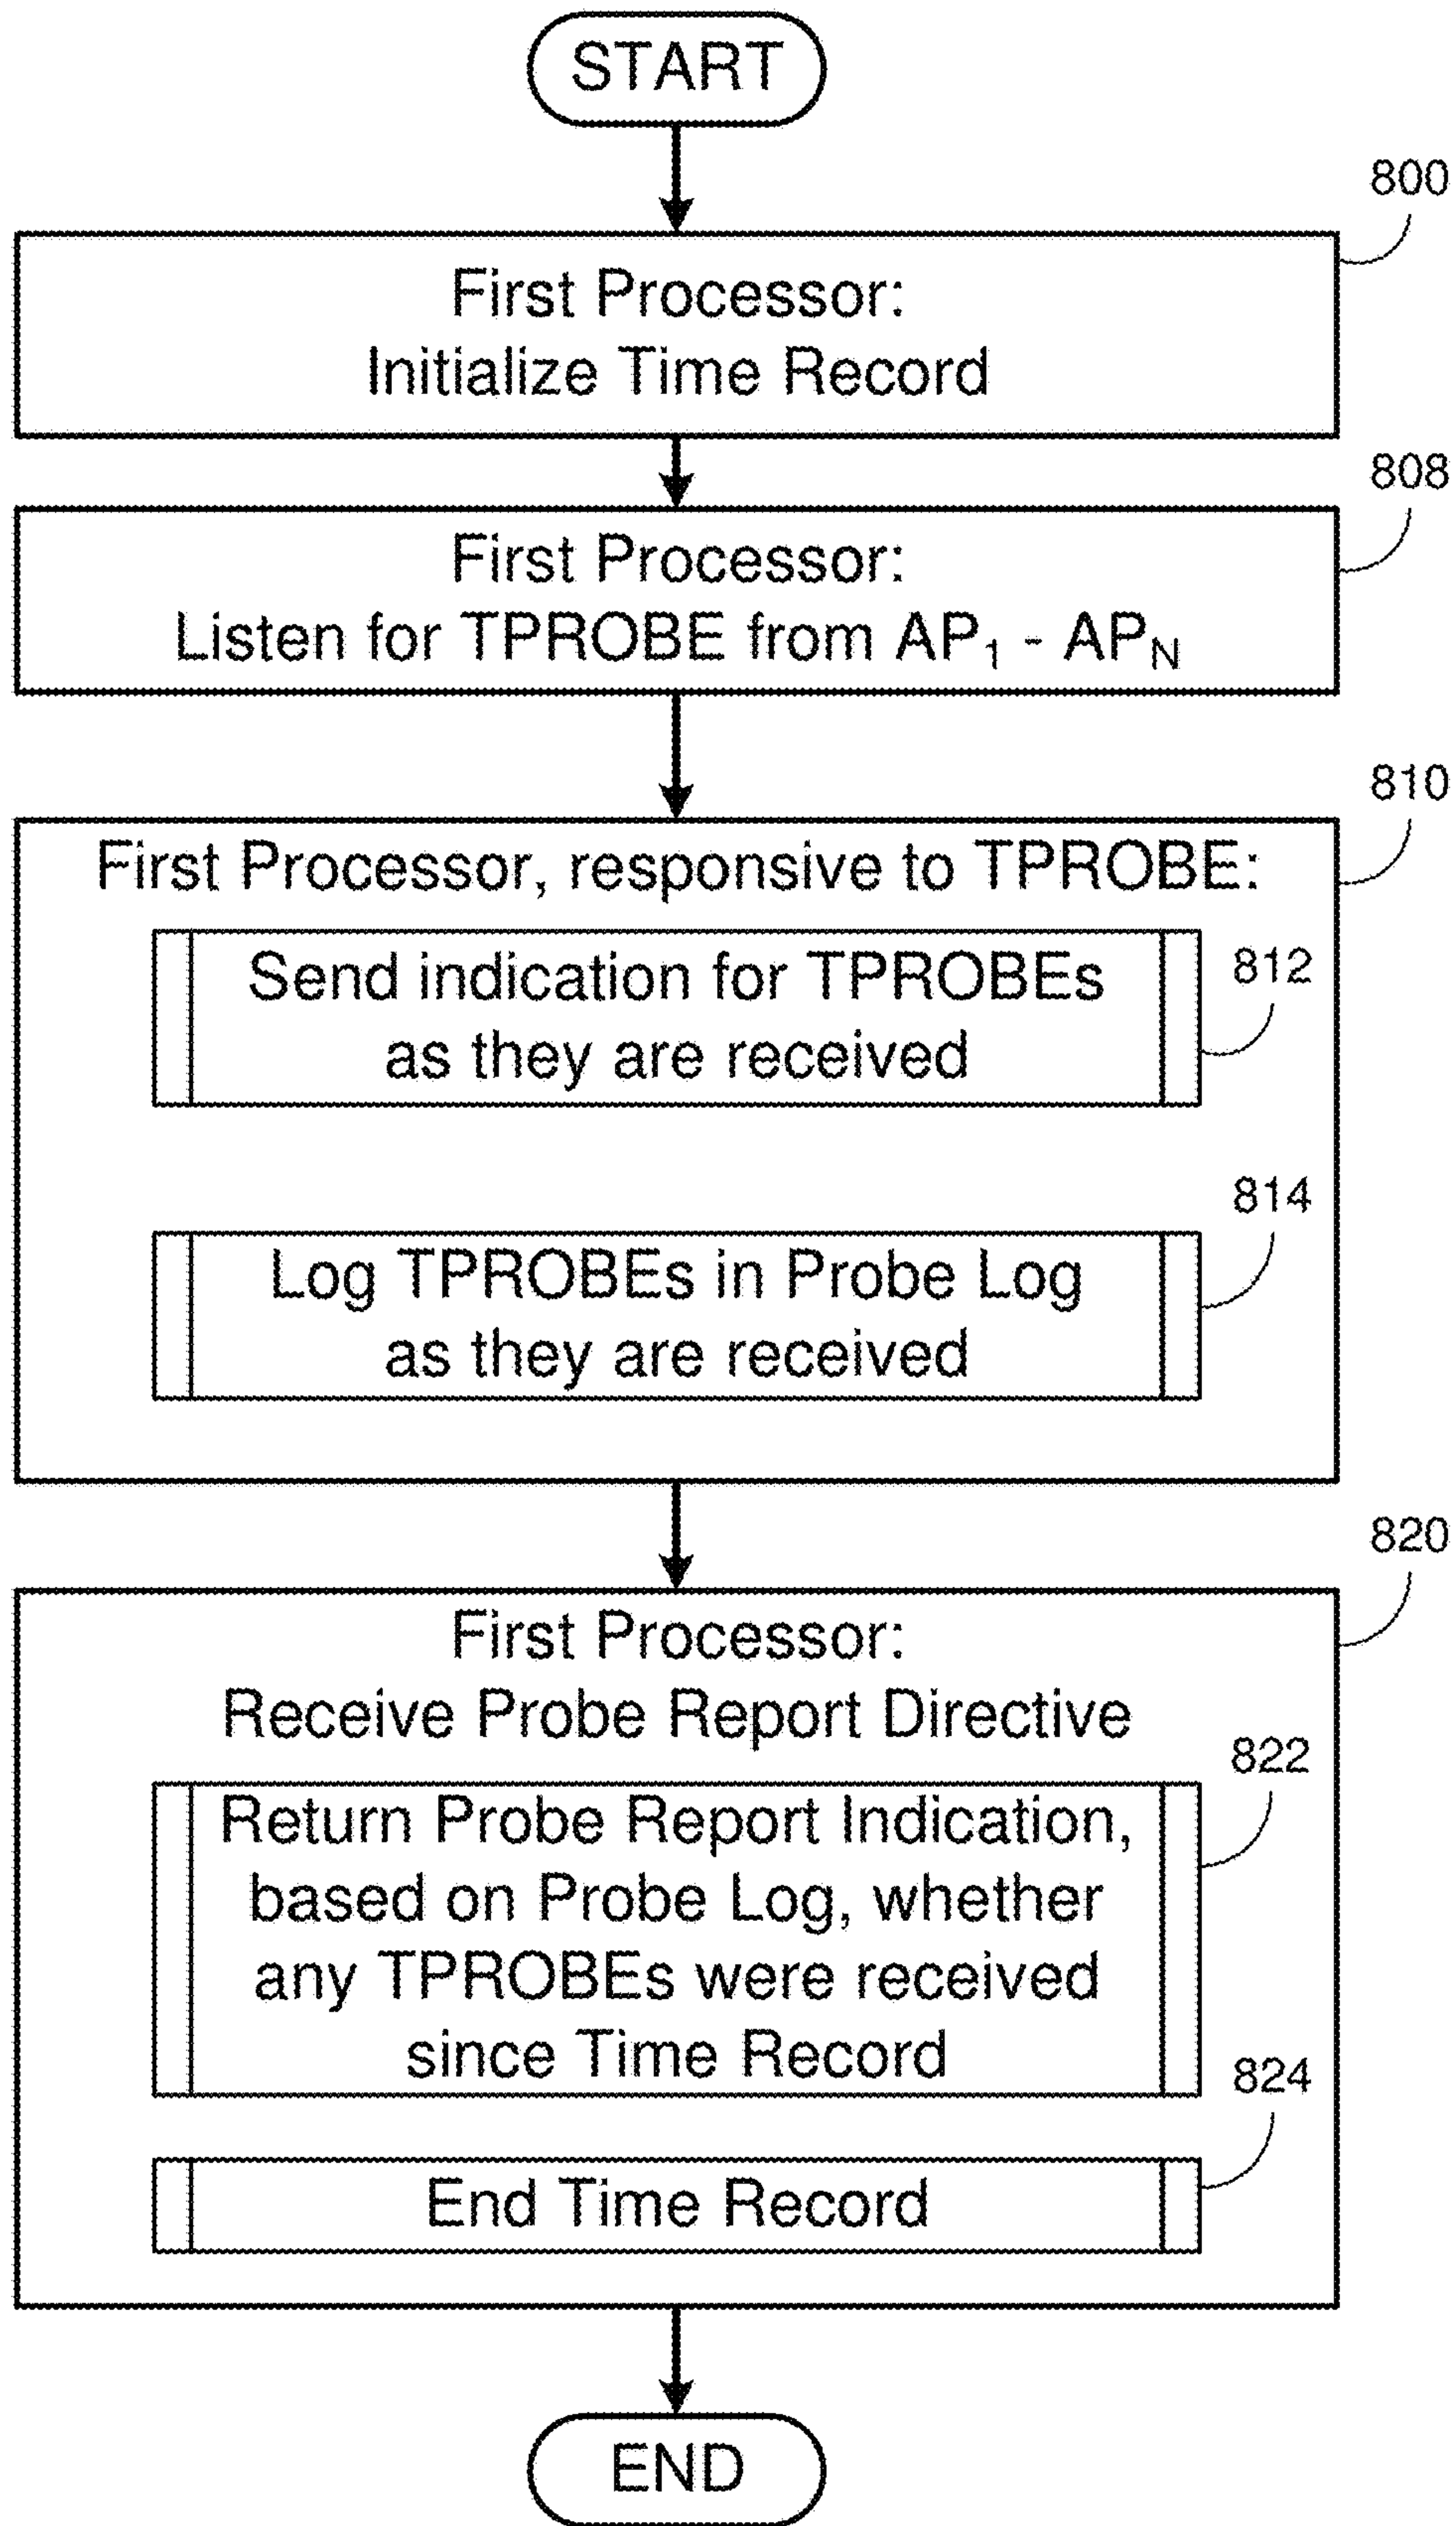 START
800
First Processor:
Initialize Time Record
808
First Processor:
Listen for TPROBE from AP₁ - APN
810
First Processor, responsive to TPROBE:
Send indication for TPROBEs
as they are received
812
814
Log TPROBEs in Probe Log
as they are received
820
First Processor:
Receive Probe Report Directive
822
Return Probe Report Indication,
based on Probe Log, whether
any TPROBEs were received
since Time Record
824
End Time Record
END